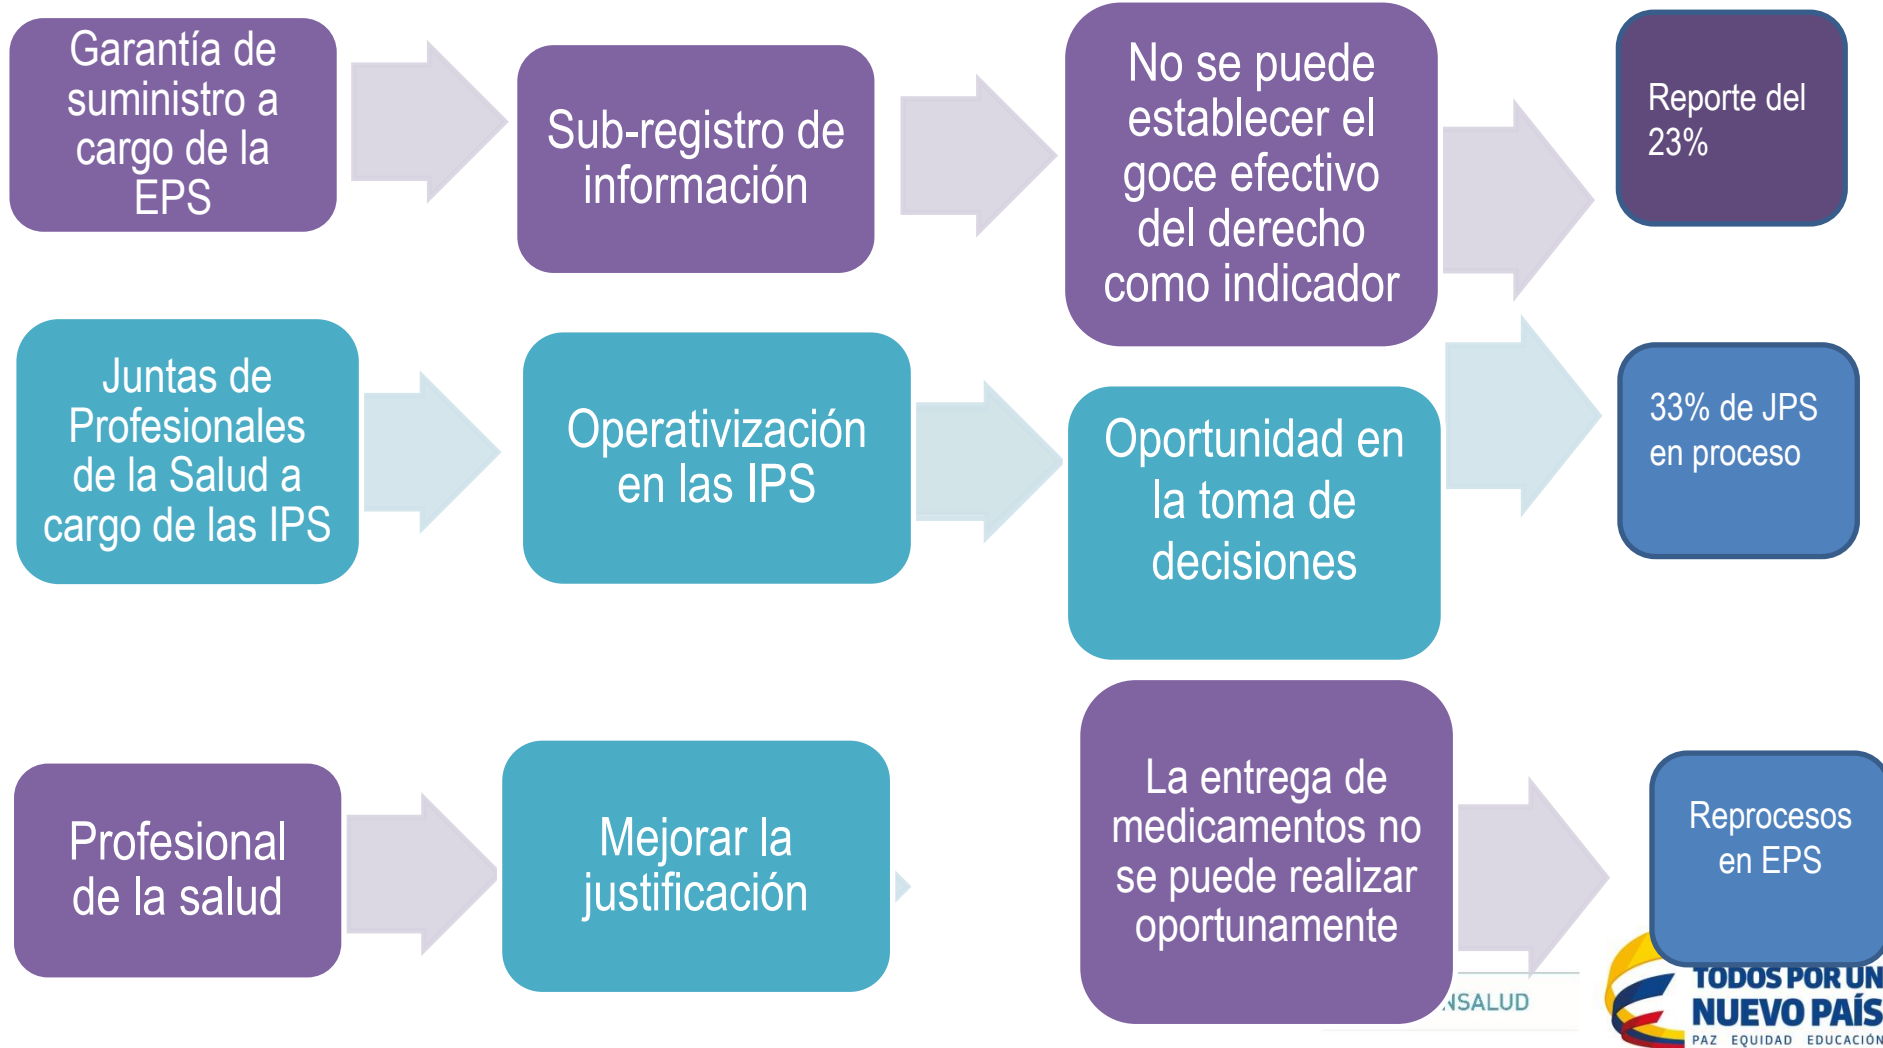 Garantía de
suministro a
cargo de la
EPS
Sub-registro de
información
No se puede
establecer el
goce efectivo
del derecho
como indicador
Reporte del
23%
Juntas de
Profesionales
de la Salud a
cargo de las IPS
Operativización
en las IPS
Oportunidad en
la toma de
decisiones
33% de JPS
en proceso
Profesional
de la salud
Mejorar la
justificación
La entrega de
medicamentos no
se puede realizar
oportunamente
Reprocesos
en EPS
NSALUD
TODOS POR UN
NUEVO PAÍS
PAZ EQUIDAD EDUCACIÓN